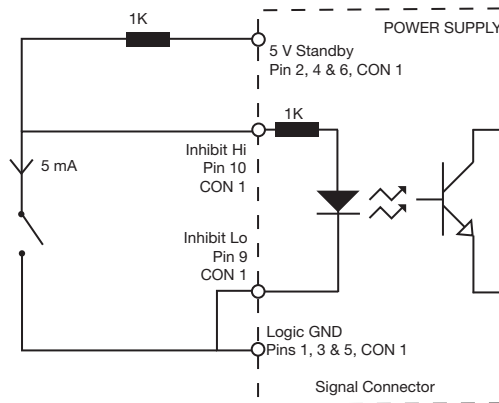 1K
POWER SUPPLY
5 V Standby
Pin 2, 4 & 6, CON 1
1K
Inhibit Hi
Pin 10
CON 1
5 mA
Inhibit Lo
Pin 9
CON 1
Logic GND
Pins 1, 3 & 5, CON 1
Signal Connector